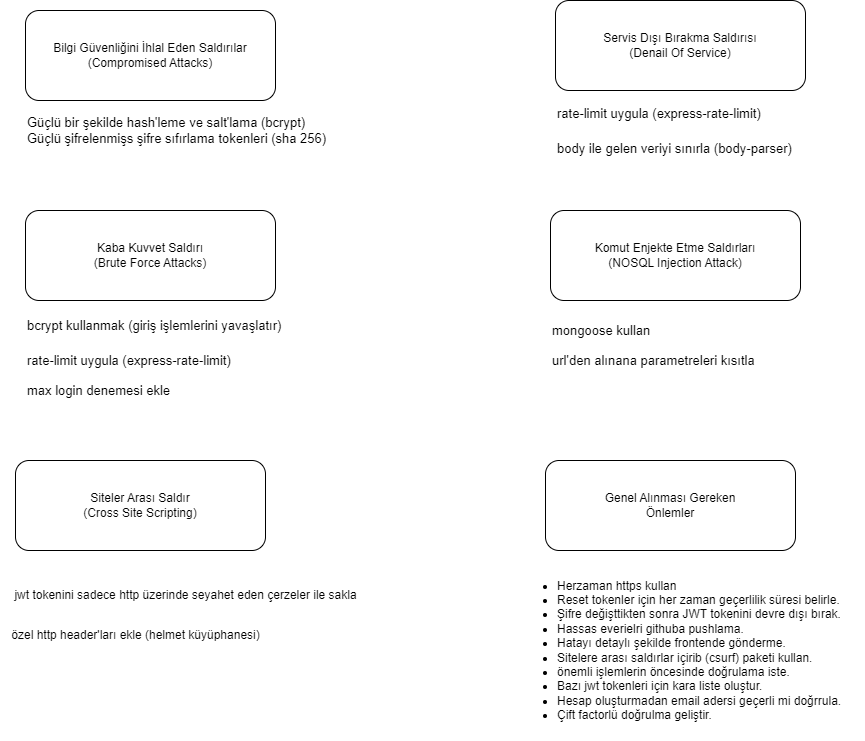 Bilgi Güvenliğini İhlal Eden Saldırılar
(Compromised Attacks)
Güçlü bir şekilde hash'leme ve salt'lama (bcrypt)
Güçlü şifrelenmişs şifre sıfırlama tokenleri (sha 256)
Servis Dışı Bırakma Saldırısı
(Denail Of Service)
rate-limit uygula (express-rate-limit)
body ile gelen veriyi sınırla (body-parser)
Kaba Kuvvet Saldırı
(Brute Force Attacks)
bcrypt kullanmak (giriş işlemlerini yavaşlatır)
rate-limit uygula (express-rate-limit)
max login denemesi ekle
Komut Enjekte Etme Saldırları
(NOSQL Injection Attack)
mongoose kullan
url'den alınana parametreleri kısıtla
Siteler Arası Saldır
(Cross Site Scripting)
jwt tokenini sadece http üzerinde seyahet eden çerzeler ile sakla
özel http header'ları ekle (helmet küyüphanesi)
Genel Alınması Gereken
Önlemler
• Herzaman https kullan
• Reset tokenler için her zaman geçerlilik süresi belirle.
• Şifre değişttikten sonra JWT tokenini devre dışı bırak.
• Hassas everielri githuba pushlama.
• Hatayı detaylı şekilde frontende gönderme.
• Sitelere arası saldırlar içirib (csurf) paketi kullan.
• önemli işlemlerin öncesinde doğrulama iste.
• Bazı jwt tokenleri için kara liste oluştur.
• Hesap oluşturmadan email adersi geçerli mi doğrrula.
• Çift factorlü doğrulma geliştir.